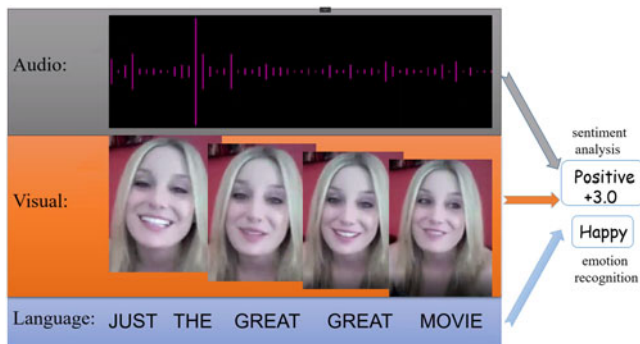 Audio:
Visual:
Language: JUST THE GREAT GREAT MOVIE
sentiment
analysis
Positive
+3.0
Happy
emotion
recognition